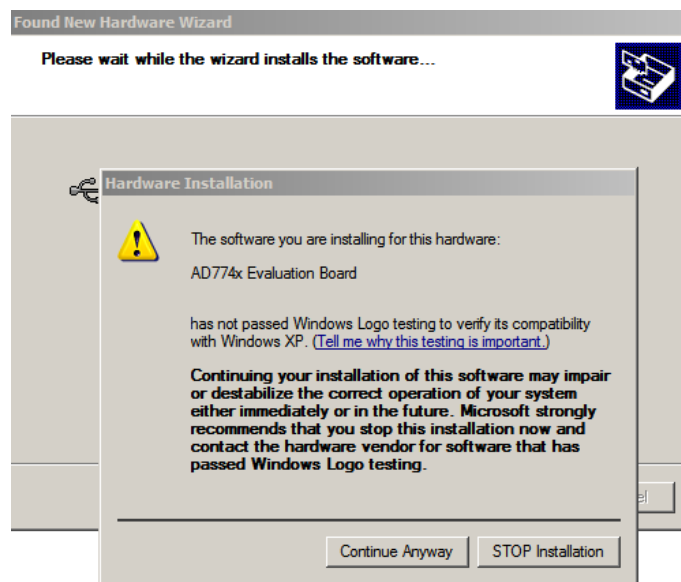 Found New Hardware Wizard
Please wait while the wizard installs the software...
Hardware Installation
The software you are installing for this hardware:
AD774x Evaluation Board
has not passed Windows Logo testing to verify its compatibility
with Windows XP. (Tell me why this testing is important.)
Continuing your installation of this software may impair
or destabilize the correct operation of your system
either immediately or in the future. Microsoft strongly
recommends that you stop this installation now and
contact the hardware vendor for software that has
passed Windows Logo testing.
Continue Anyway STOP Installation